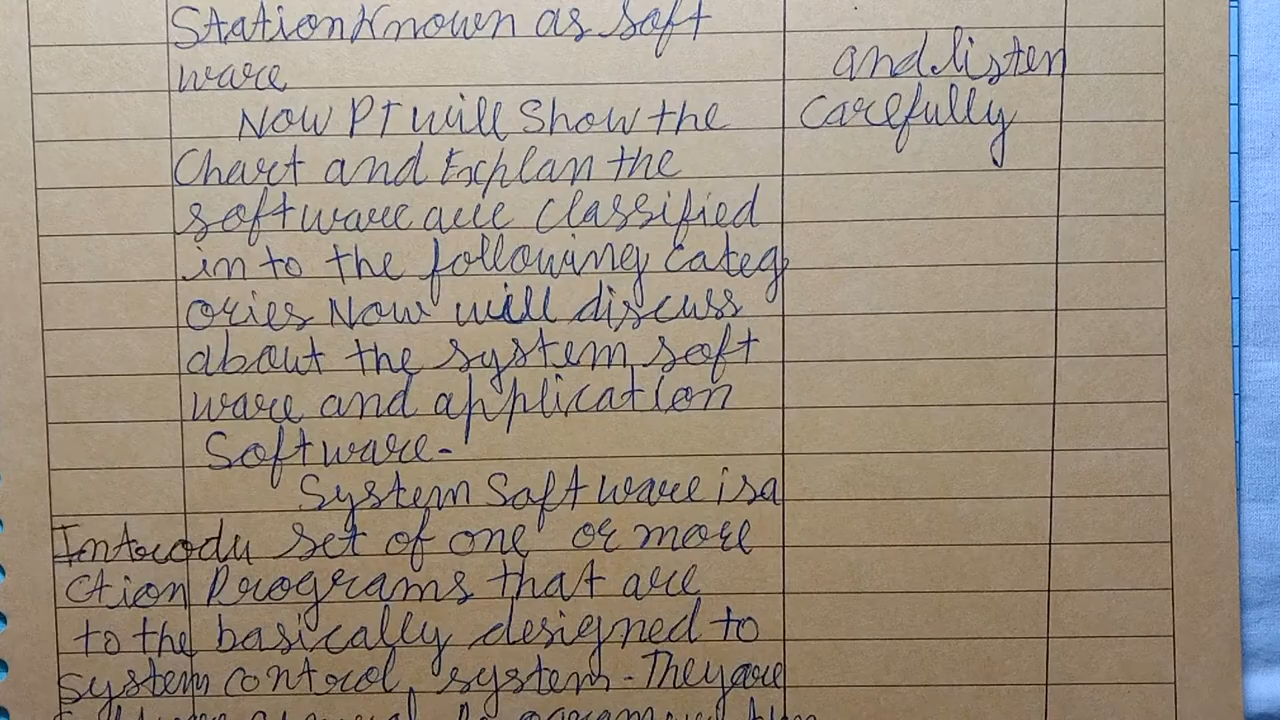 Station Known as soft
ware
and listen
Now PT will Show the
carefully
Chart and Explan the
software are classified
in to the following categ
ories Now will discuss
about the system soft
ware and application
Software-
System Software is a
Introdu set of one or more
ction Programs that are
to the basically designed to
system control system - They are